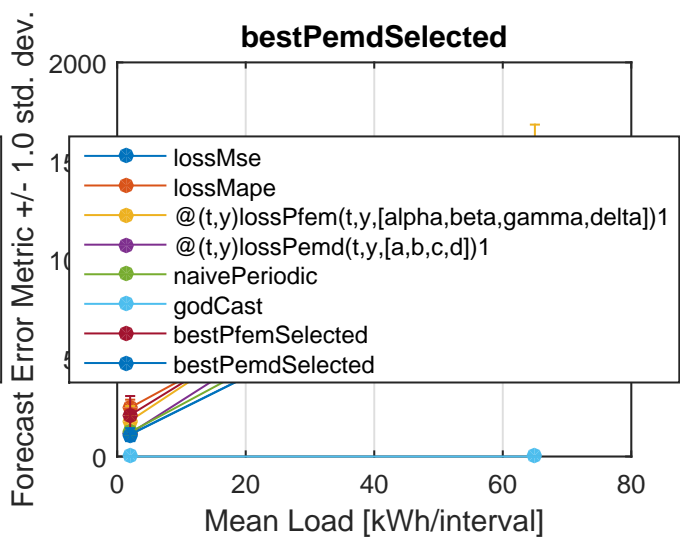 bestPemdSelected
Forecast Error Metric +/- 1.0 std. dev.
2000
lossMse
lossMape
@(t,y)lossPfem(t,y,[alpha,beta,gamma,delta])1
@(t,y)lossPemd(t,y,[a,b,c,d])1
naivePeriodic
godCast
bestPfemSelected
bestPemdSelected
0
0 20 40 60 80
Mean Load [kWh/interval]